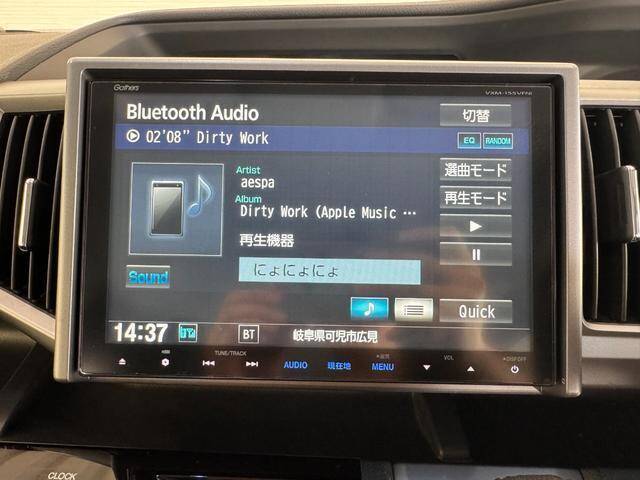 Gathers
VXM-155VFNi
Bluetooth Audio
切替
02'08" Dirty Work
EQ RANDOM
Artist
aespa
選曲モード
Album
Dirty Work (Apple Music …
再生モード
再生機器
にょにょにょ
Sound
Quick
14:37
BT
岐阜県可児市広見
TUNE/TRACK
VOL
AUDIO
現在地
MENU
CLOCK